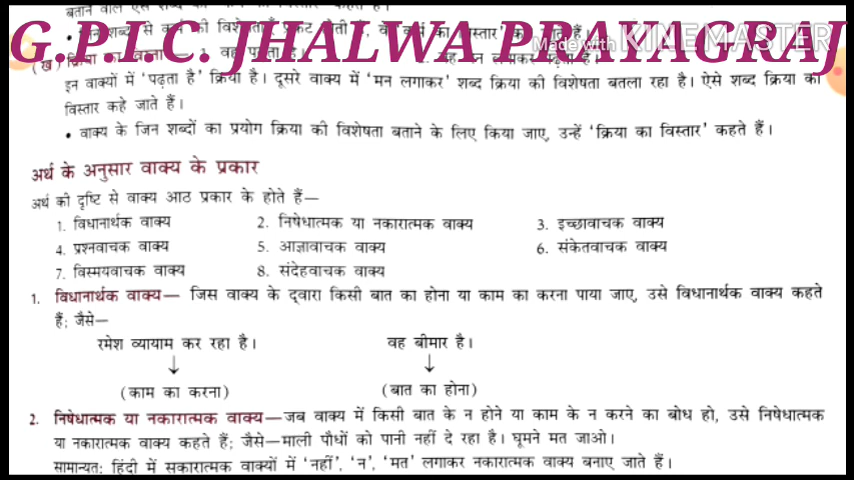 G.P.I.C. JHALWA PRAYAGRAJ
Made with KINEMASTER
इन वाक्यों में ‘पढ़ता है’ क्रिया है। दूसरे वाक्य में ‘मन लगाकर’ शब्द क्रिया की विशेषता बतला रहा है। ऐसे शब्द क्रिया का
विस्तार कहे जाते हैं।
• वाक्य के जिन शब्दों का प्रयोग क्रिया की विशेषता बताने के लिए किया जाए, उन्हें ‘क्रिया का विस्तार’ कहते हैं।
अर्थ के अनुसार वाक्य के प्रकार
अर्थ की दृष्टि से वाक्य आठ प्रकार के होते हैं—
1. विधानार्थक वाक्य 2. निषेधात्मक या नकारात्मक वाक्य 3. इच्छावाचक वाक्य
4. प्रश्नवाचक वाक्य 5. आज्ञावाचक वाक्य 6. संकेतवाचक वाक्य
7. विस्मयवाचक वाक्य 8. संदेहवाचक वाक्य
1. विधानार्थक वाक्य— जिस वाक्य के द्वारा किसी बात का होना या काम का करना पाया जाए, उसे विधानार्थक वाक्य कहते
हैं; जैसे—
रमेश व्यायाम कर रहा है। वह बीमार है।
↓ ↓
(काम का करना) (बात का होना)
2. निषेधात्मक या नकारात्मक वाक्य—जब वाक्य में किसी बात के न होने या काम के न करने का बोध हो, उसे निषेधात्मक
या नकारात्मक वाक्य कहते हैं; जैसे—माली पौधों को पानी नहीं दे रहा है। घूमने मत जाओ।
सामान्यत: हिंदी में सकारात्मक वाक्यों में ‘नहीं’, ‘न’, ‘मत’ लगाकर नकारात्मक वाक्य बनाए जाते हैं।